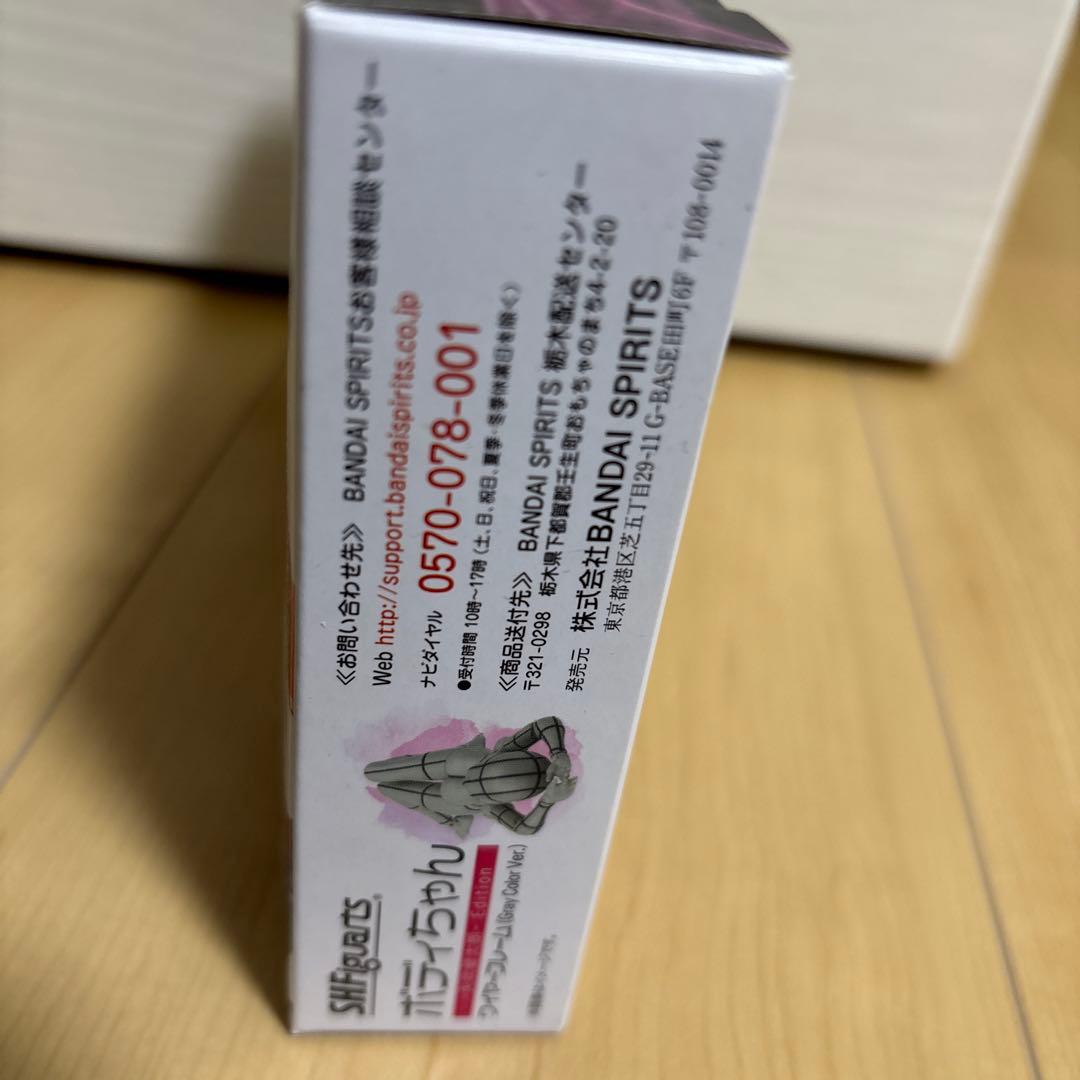 S.H.Figuarts
ボディちゃん
Edition
ワイヤーフレーム(Gray Color Ver.)
≪お問い合わせ先≫ BANDAI SPIRITSお客様相談センター
Web http://support.bandaispirits.co.jp
ナビダイヤル 0570-078-001
●受付時間 10時〜17時(土、日、祝日、夏季・冬季休業日を除く)
≪商品送付先≫ BANDAI SPIRITS 栃木配送センター
〒321-0298 栃木県下都賀郡壬生町おもちゃのまち4-2-20
発売元 株式会社BANDAI SPIRITS
東京都港区芝五丁目29-11 G-BASE田町6F 〒108-0014